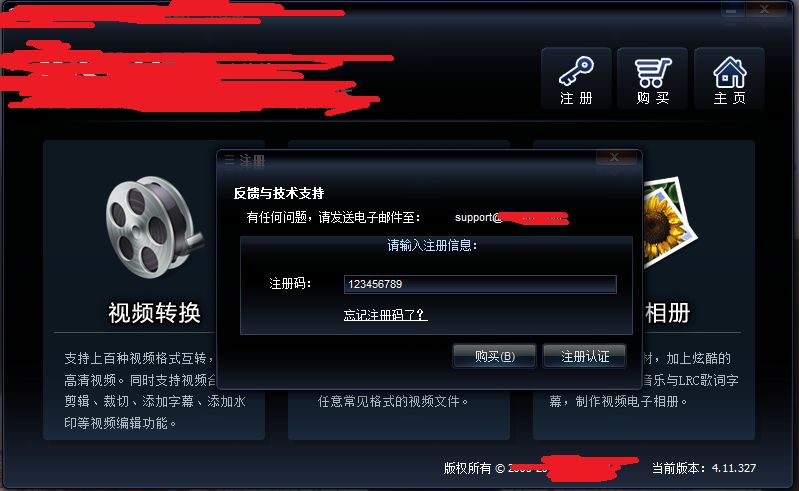 注 册
购 买
主 页
注册
反馈与技术支持
有任何问题，请发送电子邮件至： support@
请输入注册信息：
注册码： 123456789
忘记注册码了？
购买(B) 注册认证
视频转换
相册
支持上百种视频格式互转，
高清视频。同时支持视频
剪辑、裁切、添加字幕、添加水
印等视频编辑功能。
任意常见格式的视频文件。
材，加上炫酷的
音乐与LRC歌词字
幕，制作视频电子相册。
版权所有 ©
当前版本：4.11.327